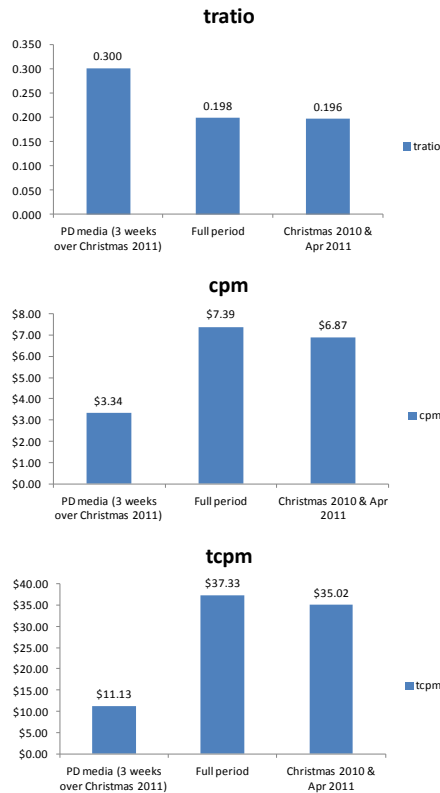 tratio
0.350
0.300
0.250
0.200
0.150
0.100
0.050
0.000
0.300
0.198
0.196
PD media (3 weeks
over Christmas 2011)
Full period
Christmas 2010 &
Apr 2011
tratio
cpm
$8.00
$7.00
$6.00
$5.00
$4.00
$3.00
$2.00
$1.00
$0.00
$3.34
$7.39
$6.87
PD media (3 weeks
over Christmas 2011)
Full period
Christmas 2010 & Apr
2011
cpm
tcpm
$40.00
$35.00
$30.00
$25.00
$20.00
$15.00
$10.00
$5.00
$0.00
$11.13
$37.33
$35.02
PD media (3 weeks
over Christmas 2011)
Full period
Christmas 2010 &
Apr 2011
tcpm